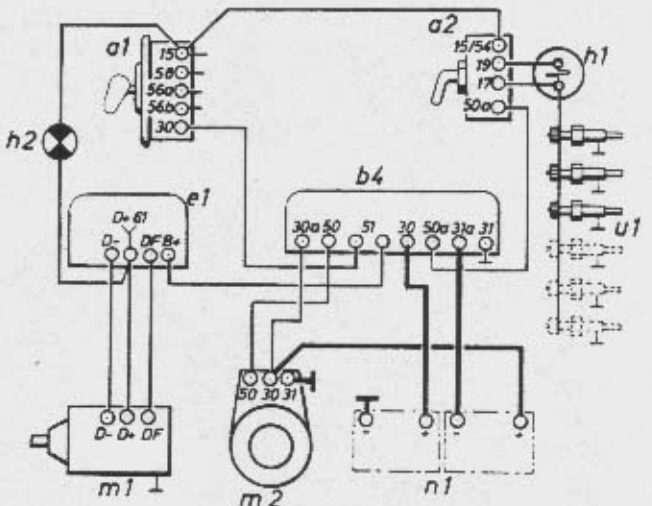 a1
15
58
56a
56b
30
a2
15/54
19
17
50a
h1
h2
e1
D+ 61
D- DF B+
b4
30a 50 51 30 50a 31a 31
u1
50 30 31
D- D+ DF
m1
m2
n1